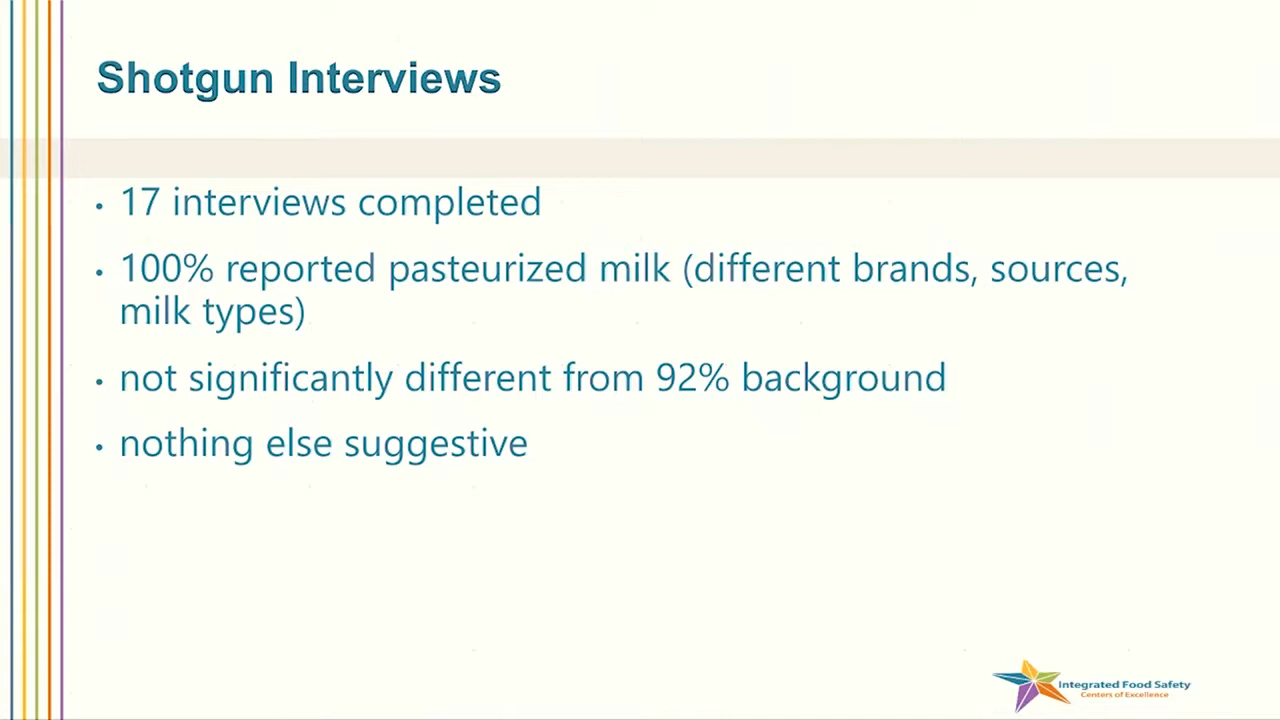 Shotgun Interviews
• 17 interviews completed
• 100% reported pasteurized milk (different brands, sources,
milk types)
• not significantly different from 92% background
• nothing else suggestive
Integrated Food Safety
Centers of Excellence